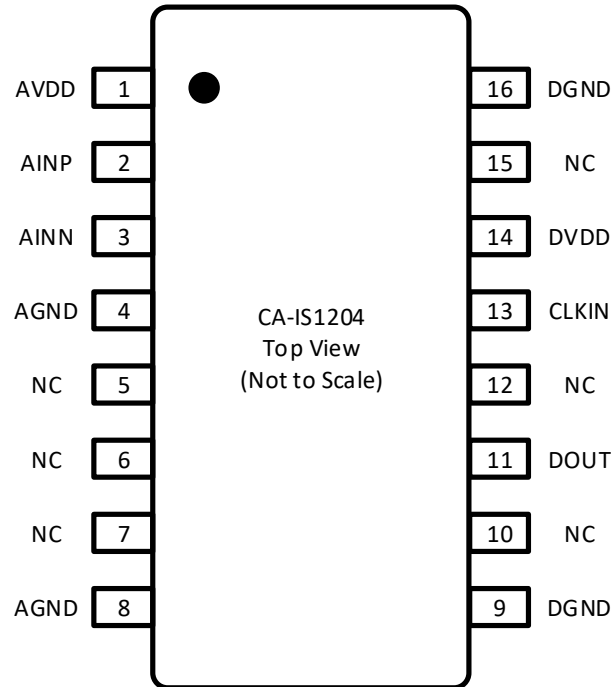 AVDD 1 16 DGND
AINP 2 15 NC
AINN 3 14 DVDD
AGND 4 13 CLKIN
CA-IS1204
Top View
(Not to Scale)
NC 5 12 NC
NC 6 11 DOUT
NC 7 10 NC
AGND 8 9 DGND